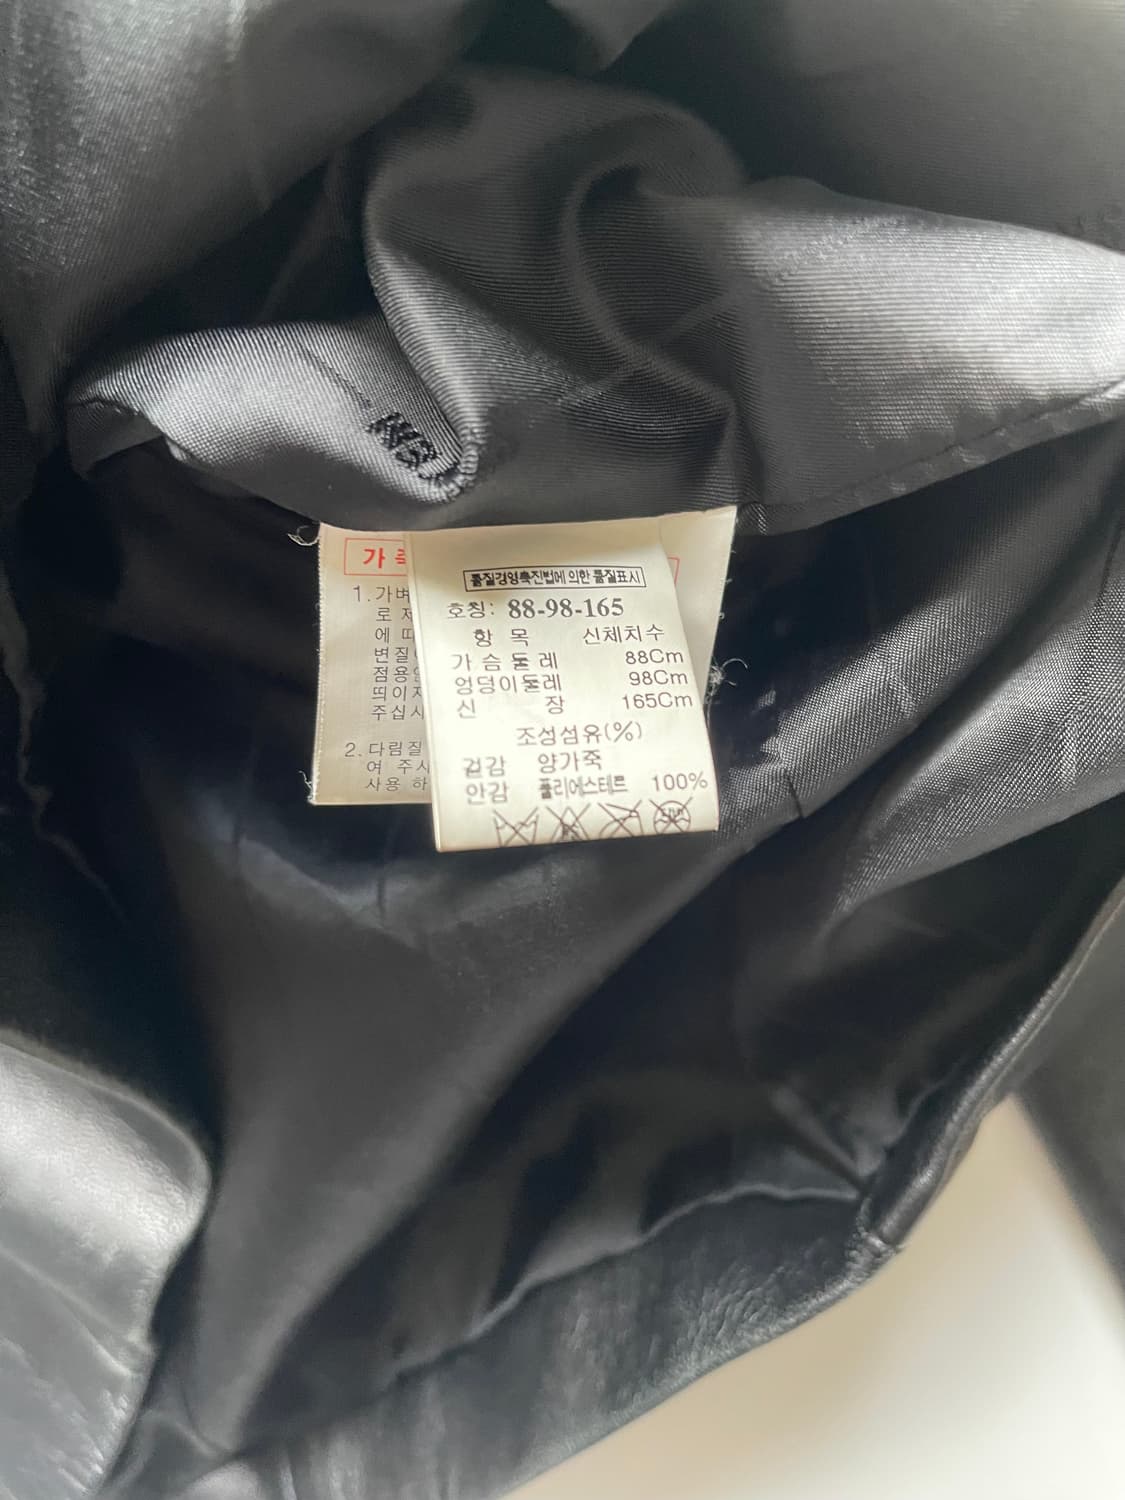 가
1. 가벼
로 제
에 따
변질
점용
띄이지
주십시
2. 다림질
여 주시
사용 하
품질경영촉진법에 의한 품질표시
호칭: 88-98-165
항 목 신체치수
가슴둘레 88Cm
엉덩이둘레 98Cm
신 장 165Cm
조성섬유(%)
겉감 양가죽
안감 폴리에스테르 100%